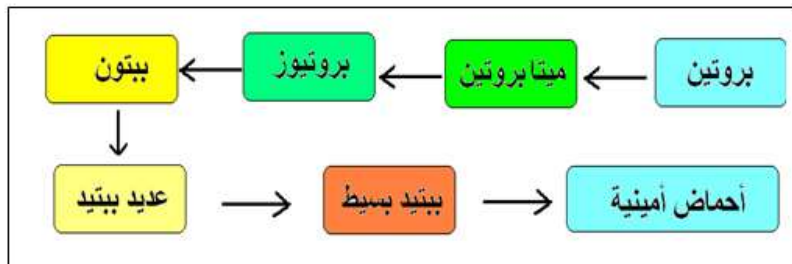 بروتين
ميتا بروتين
بروتيوز
ببتون
عديد ببتيد
ببتيد بسيط
أحماض أمينية